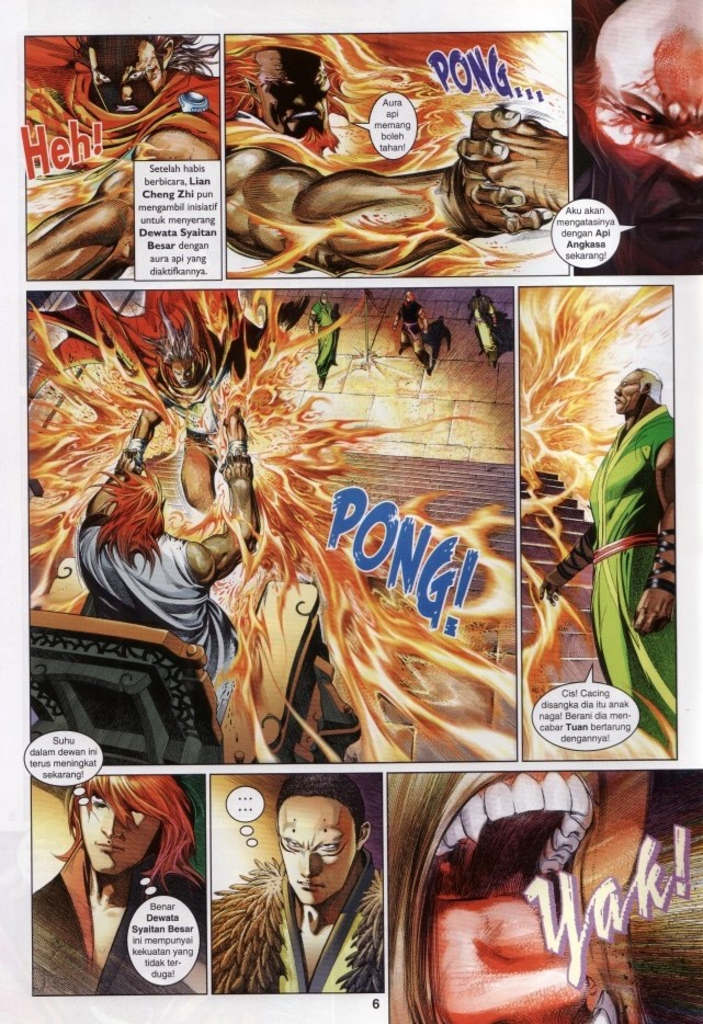 Heh!
Setelah habis
berbicara, Lian
Cheng Zhi pun
mengambil inisiatif
untuk menyerang
Dewata Syaitan
Besar dengan
aura api yang
diaktifkannya.
PONG...
Aura
api
memang
boleh
tahan!
Aku akan
mengatasinya
dengan Api
Angkasa
sekarang!
PONG!
Cis! Cacing
disangka dia itu anak
naga! Berani dia men-
cabar Tuan bertarung
dengannya!
Suhu
dalam dewan ini
terus meningkat
sekarang!
Benar
Dewata
Syaitan Besar
ini mempunyai
kekuatan yang
tidak ter-
duga!
...
...
Yak!
6